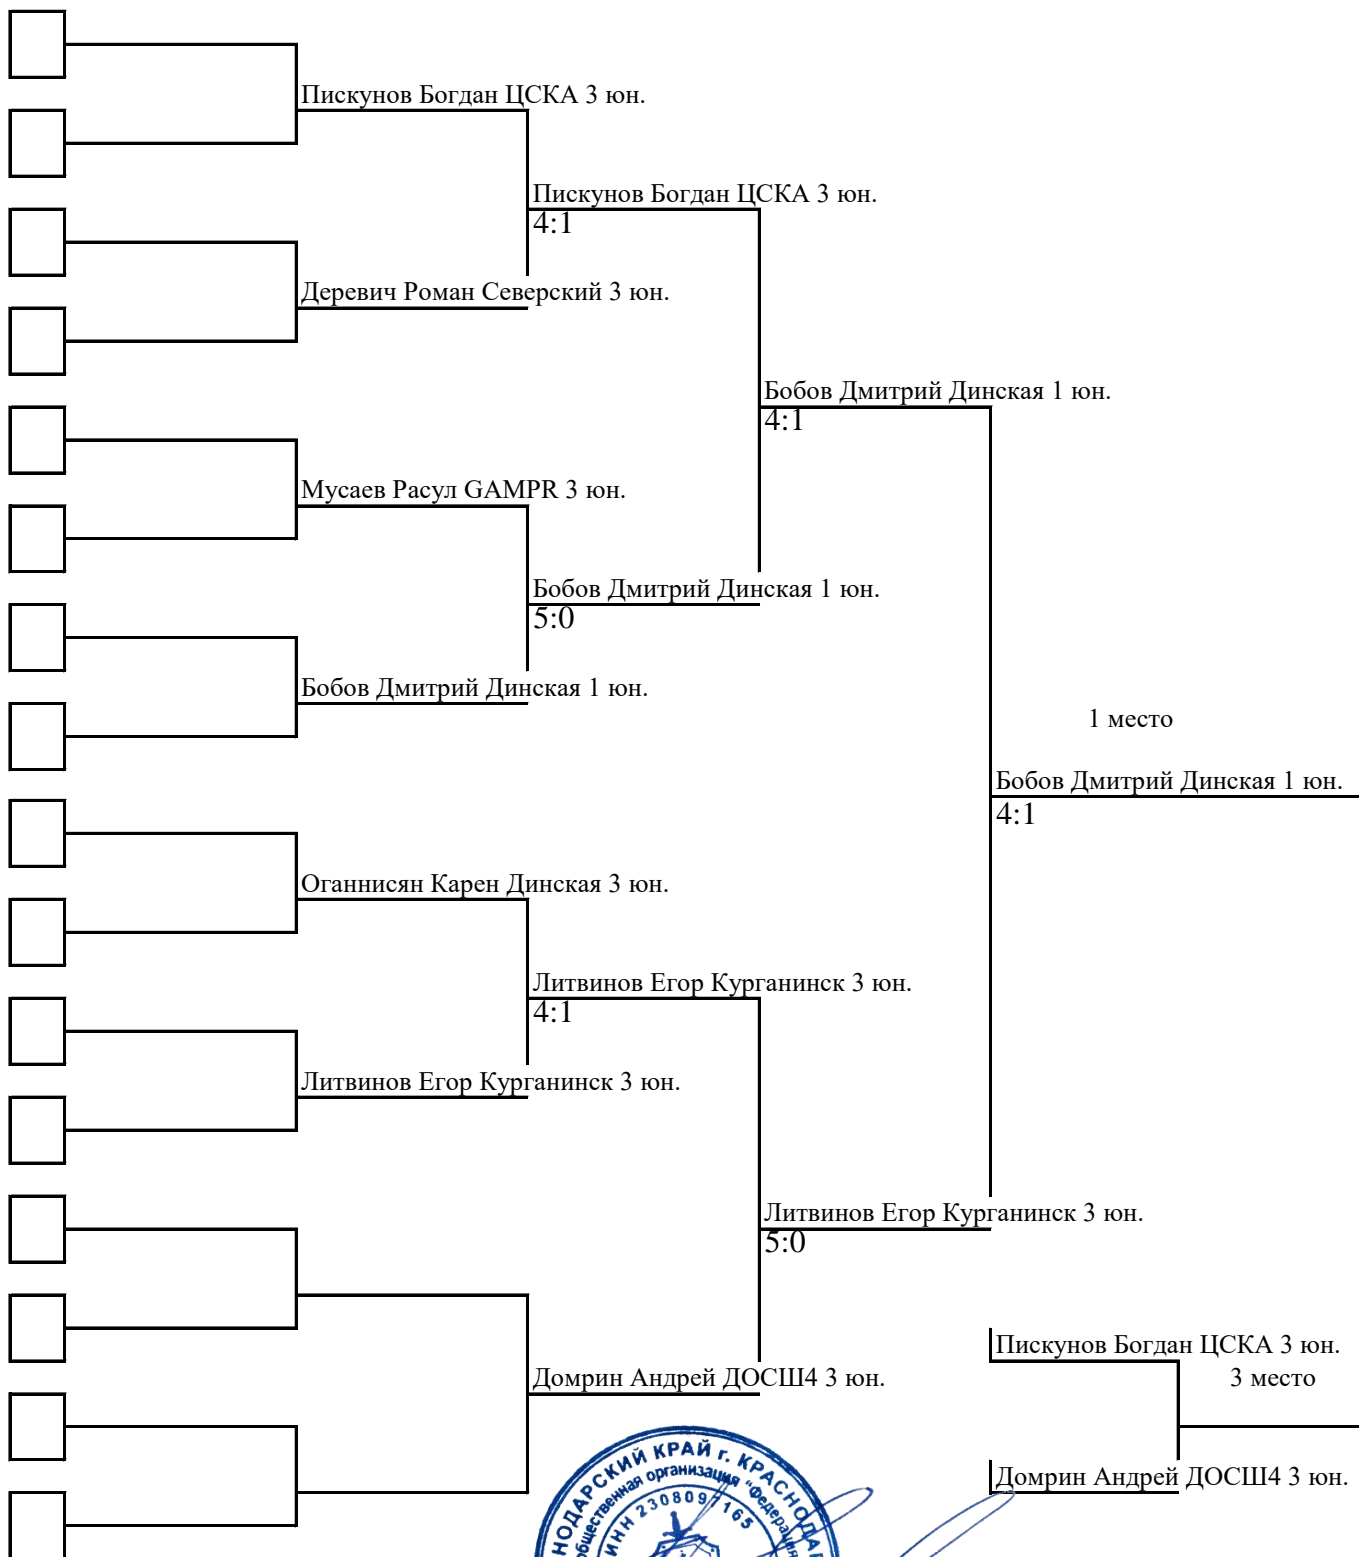 Пискунов Богдан ЦСКА 3 юн.
Пискунов Богдан ЦСКА 3 юн.
4:1
Деревич Роман Северский 3 юн.
Бобов Дмитрий Динская 1 юн.
4:1
Мусаев Расул GAMPR 3 юн.
Бобов Дмитрий Динская 1 юн.
5:0
Бобов Дмитрий Динская 1 юн.
1 место
Бобов Дмитрий Динская 1 юн.
4:1
Оганнисян Карен Динская 3 юн.
Литвинов Егор Курганинск 3 юн.
4:1
Литвинов Егор Курганинск 3 юн.
Литвинов Егор Курганинск 3 юн.
5:0
Пискунов Богдан ЦСКА 3 юн.
3 место
Домрин Андрей ДОСШ4 3 юн.
Домрин Андрей ДОСШ4 3 юн.
КРАЙ г.
общественная организация "Федерация
ИНН 2308097165